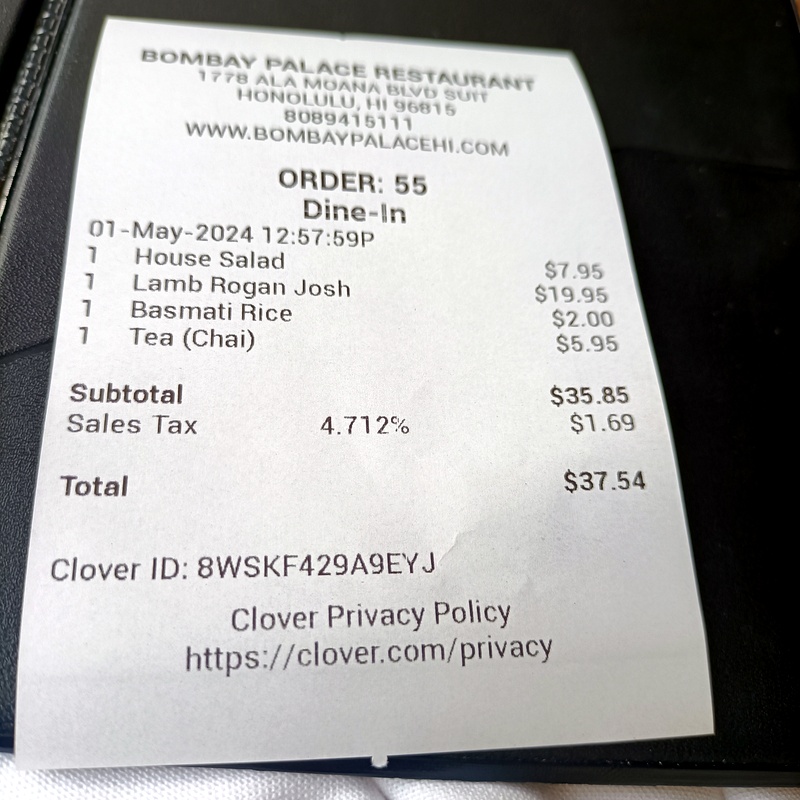 BOMBAY PALACE RESTAURANT
1778 ALA MOANA BLVD SUIT
HONOLULU, HI 96815
8089415111
WWW.BOMBAYPALACEHI.COM
ORDER: 55
Dine-In
01-May-2024 12:57:59P
1 House Salad $7.95
1 Lamb Rogan Josh $19.95
1 Basmati Rice $2.00
1 Tea (Chai) $5.95
Subtotal $35.85
Sales Tax 4.712% $1.69
Total $37.54
Clover ID: 8WSKF429A9EYJ
Clover Privacy Policy
https://clover.com/privacy